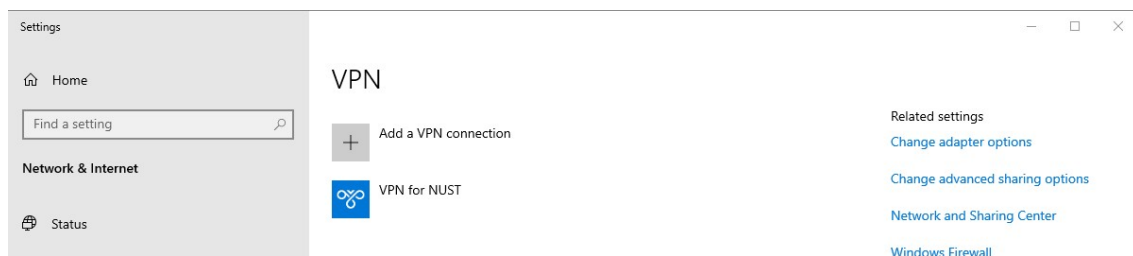 Settings
Home
Find a setting
Network & Internet
Status
VPN
Add a VPN connection
VPN for NUST
Related settings
Change adapter options
Change advanced sharing options
Network and Sharing Center
Windows Firewall